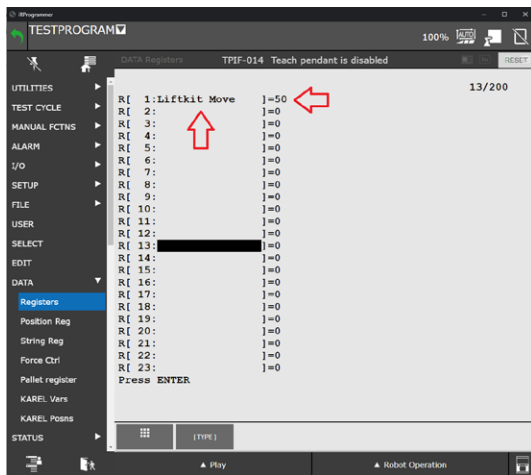 iRProgrammer
TESTPROGRAM
100%
AUTO
DATA Registers
TPIF-014 Teach pendant is disabled
RESET
13/200
UTILITIES
TEST CYCLE
MANUAL FCTNS
ALARM
I/O
SETUP
FILE
USER
SELECT
EDIT
DATA
Registers
Position Reg
String Reg
Force Ctrl
Pallet register
KAREL Vars
KAREL Posns
STATUS
R[ 1:Liftkit Move ]=50
R[ 2: ]=0
R[ 3: ]=0
R[ 4: ]=0
R[ 5: ]=0
R[ 6: ]=0
R[ 7: ]=0
R[ 8: ]=0
R[ 9: ]=0
R[ 10: ]=0
R[ 11: ]=0
R[ 12: ]=0
R[ 13: ]=0
R[ 14: ]=0
R[ 15: ]=0
R[ 16: ]=0
R[ 17: ]=0
R[ 18: ]=0
R[ 19: ]=0
R[ 20: ]=0
R[ 21: ]=0
R[ 22: ]=0
R[ 23: ]=0
Press ENTER
[TYPE]
Play
Robot Operation